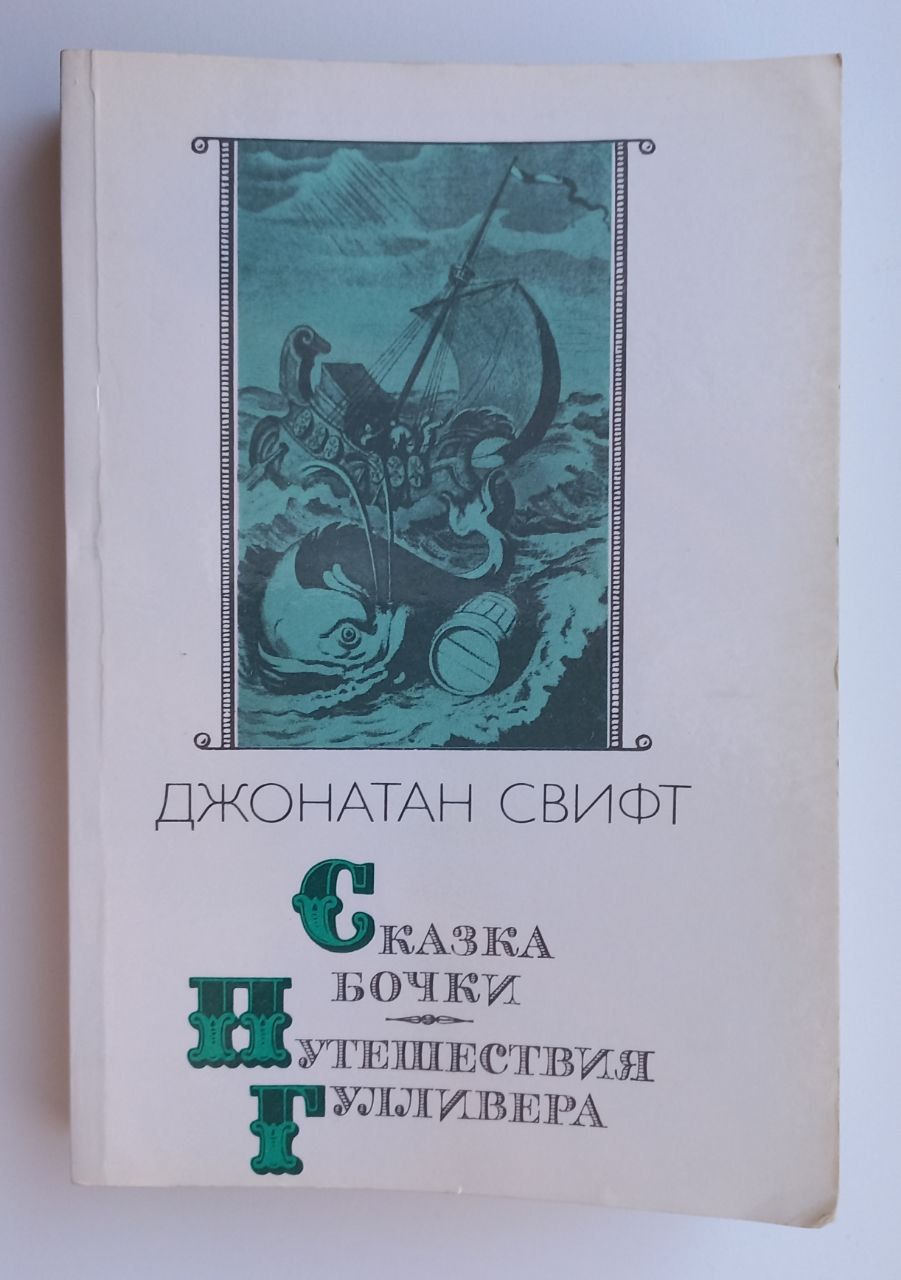 ДЖОНАТАН СВИФТ
СКАЗКА
БОЧКИ
ПУТЕШЕСТВИЯ
ГУЛЛИВЕРА